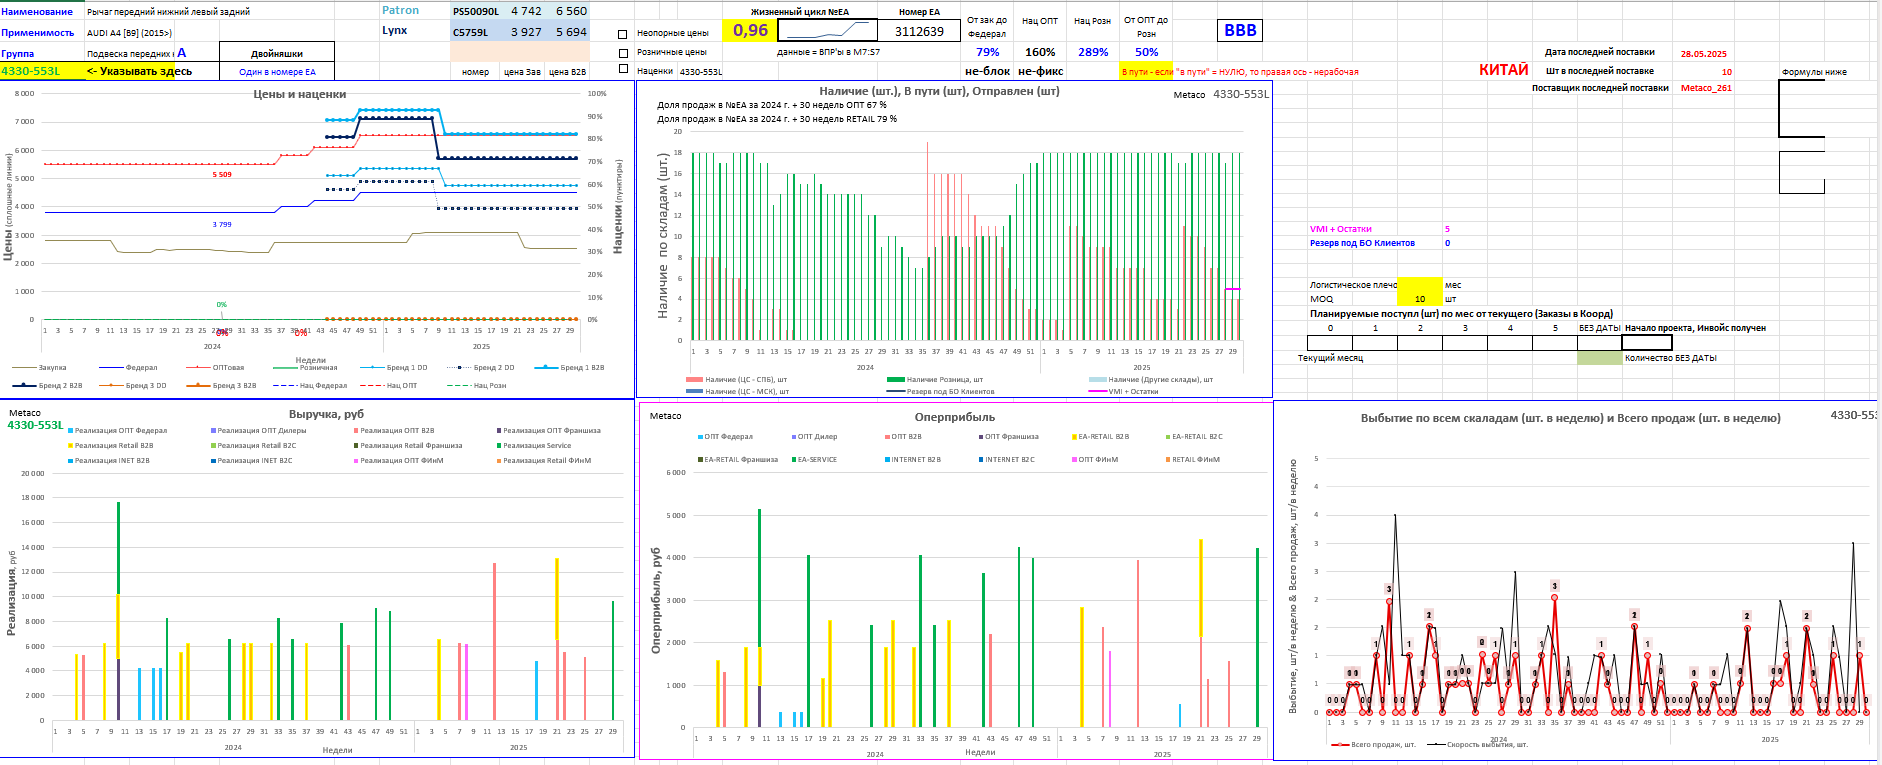 Наименование Рычаг передний нижний левый задний
Применимость AUDI A4 [B9] (2015>)
Группа Подвеска передних к A Двойняшки
4330-553L <- Указывать здесь Один в номере ЕА
Patron PS50090L 4 742 6 560
Lynx C5759L 3 927 5 694
номер цена Зав цена B2B
Неопорные цены
Розничные цены
Наценки 4330-553L
Жизненный цикл №ЕА Номер ЕА
0,96 3112639
данные = ВПР'ы в M7:S7
От зак до Федерал Нац ОПТ Нац Розн От ОПТ до Розн
79% 160% 289% 50%
не-блок не-фикс
В пути - если "в пути" = НУЛЮ, то правая ось - нерабочая
BBB
КИТАЙ
Дата последней поставки 28.05.2025
Шт в последней поставке 10
Поставщик последней поставки Metaco_261
Формулы ниже
Цены и наценки
8 000
7 000
6 000
5 000
4 000
3 000
2 000
1 000
0
100%
90%
80%
70%
60%
50%
40%
30%
20%
10%
0%
Цены (сплошные линии)
Наценки (пунктиры)
5 509
3 799
0%
0%
0%
1 3 5 7 9 11 13 15 17 19 21 23 25 27 29 31 33 35 37 39 41 43 45 47 49 51 1 3 5 7 9 11 13 15 17 19 21 23 25 27 29
2024 2025
Недели
Закупка Федерал ОПТовая Розничная Бренд 1 DD Бренд 2 DD Бренд 1 B2B
Бренд 2 B2B Бренд 3 DD Бренд 3 B2B Нац Федерал Нац ОПТ Нац Розн
Наличие (шт.), В пути (шт), Отправлен (шт)
Metaco 4330-553L
Доля продаж в №ЕА за 2024 г. + 30 недель ОПТ 67 %
Доля продаж в №ЕА за 2024 г. + 30 недель RETAIL 79 %
Наличие по складам (шт.)
20
18
16
14
12
10
8
6
4
2
0
1 3 5 7 9 11 13 15 17 19 21 23 25 27 29 31 33 35 37 39 41 43 45 47 49 51 1 3 5 7 9 11 13 15 17 19 21 23 25 27 29
2024 2025
Наличие (ЦС - СПБ), шт Наличие Розница, шт Наличие (Другие склады), шт
Наличие (ЦС - МСК), шт Резерв под БО Клиентов VMI + Остатки
VMI + Остатки 5
Резерв под БО Клиентов 0
Логистическое плечо мес
MOQ 10 шт
Планируемые поступл (шт) по мес от текущего (Заказы в Коорд)
0 1 2 3 4 5 БЕЗ ДАТЫ Начало проекта, Инвойс получен
Текущий месяц Количество БЕЗ ДАТЫ
Metaco
4330-553L
Выручка, руб
Реализация ОПТ Федерал Реализация ОПТ Дилеры Реализация ОПТ B2B Реализация ОПТ Франшиза
Реализация Retail B2B Реализация Retail B2C Реализация Retail Франшиза Реализация Service
Реализация INET B2B Реализация INET B2C Реализация ОПТ ФИнМ Реализация Retail ФИнМ
Реализация, руб
20 000
18 000
16 000
14 000
12 000
10 000
8 000
6 000
4 000
2 000
0
1 3 5 7 9 11 13 15 17 19 21 23 25 27 29 31 33 35 37 39 41 43 45 47 49 51 1 3 5 7 9 11 13 15 17 19 21 23 25 27 29
2024 Недели 2025
Metaco
Оперприбыль
ОПТ Федерал ОПТ Дилер ОПТ B2B ОПТ Франшиза EA-RETAIL B2B EA-RETAIL B2C
EA-RETAIL Франшиза EA-SERVICE INTERNET B2B INTERNET B2C ОПТ ФИнМ RETAIL ФИнМ
Оперприбыль, руб
6 000
5 000
4 000
3 000
2 000
1 000
0
1 3 5 7 9 11 13 15 17 19 21 23 25 27 29 31 33 35 37 39 41 43 45 47 49 51 1 3 5 7 9 11 13 15 17 19 21 23 25 27 29
2024 Недели 2025
Выбытие по всем скаладам (шт. в неделю) и Всего продаж (шт. в неделю)
4330-553
Выбытие, шт/в неделю & Всего продаж, шт/в неделю
5
4
4
3
3
2
2
1
1
0
1 3 5 7 9 11 13 15 17 19 21 23 25 27 29 31 33 35 37 39 41 43 45 47 49 51 1 3 5 7 9 11 13 15 17 19 21 23 25 27 29
2024 2025
Всего продаж, шт. Скорость выбытия, шт.